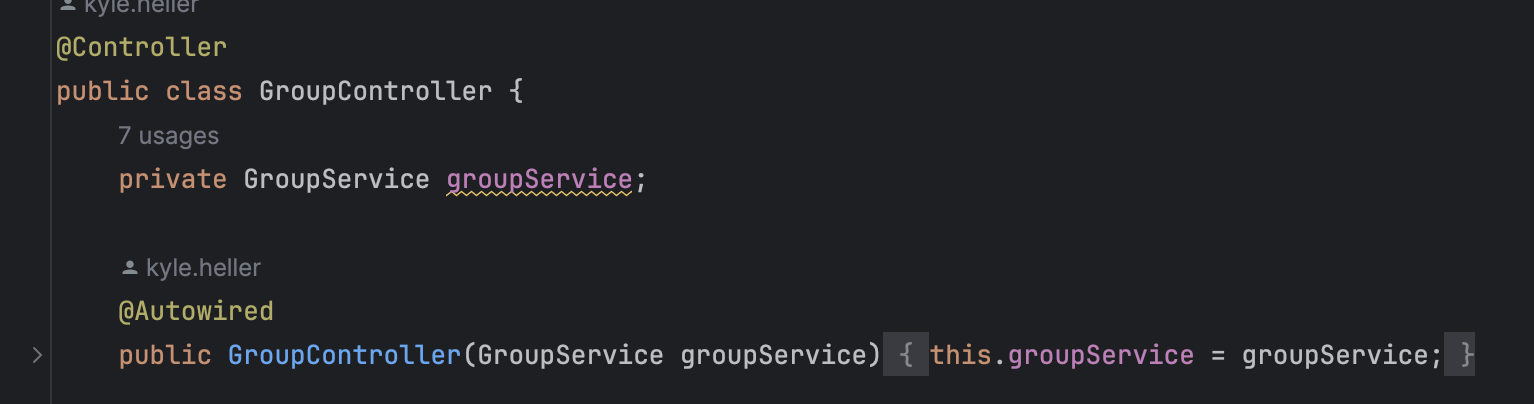 kyle.heller
@Controller
public class GroupController {
7 usages
private GroupService groupService;
kyle.heller
@Autowired
public GroupController(GroupService groupService) { this.groupService = groupService; }